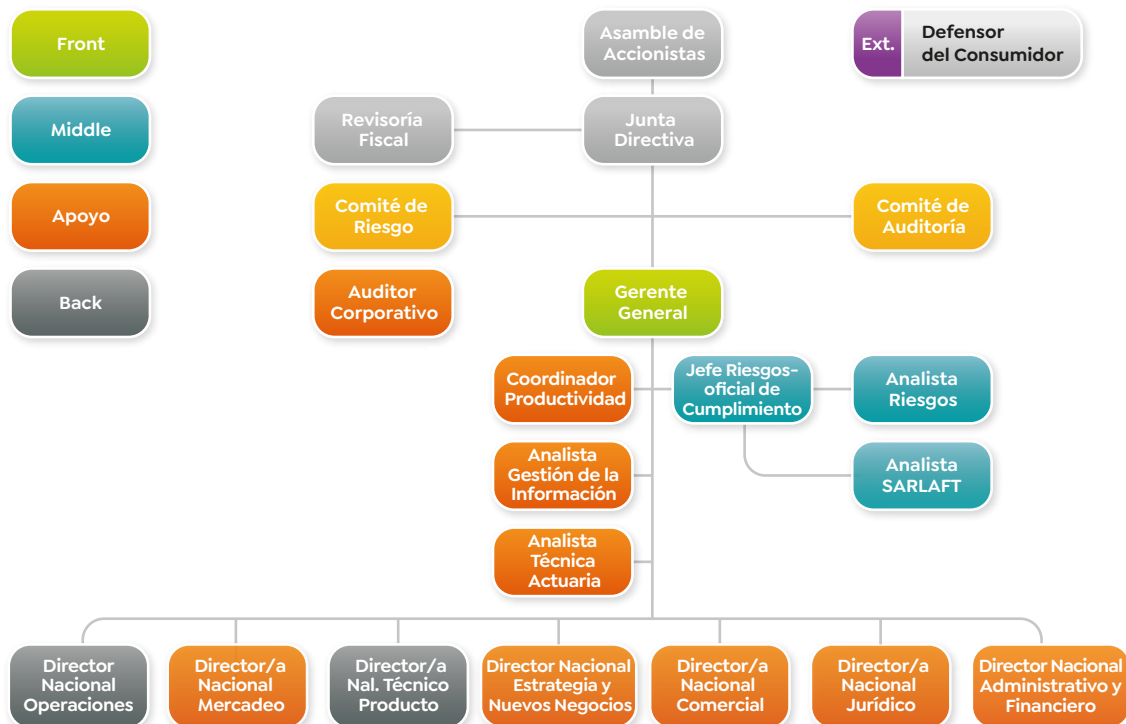 Front
Asamble de
Accionistas
Ext.
Defensor
del Consumidor
Middle
Revisoría
Fiscal
Junta
Directiva
Apoyo
Comité de
Riesgo
Comité de
Auditoría
Back
Auditor
Corporativo
Gerente
General
Coordinador
Productividad
Jefe Riesgos-
oficial de
Cumplimiento
Analista
Riesgos
Analista
Gestión de la
Información
Analista
SARLAFT
Analista
Técnica
Actuaria
Director
Nacional
Operaciones
Director/a
Nacional
Mercadeo
Director/a
Nal. Técnico
Producto
Director Nacional
Estrategia y
Nuevos Negocios
Director/a
Nacional
Comercial
Director/a
Nacional
Jurídico
Director Nacional
Administrativo y
Financiero